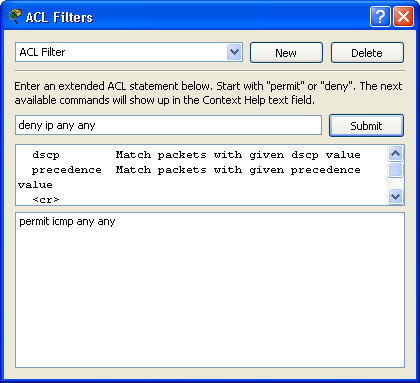 ACL Filters
ACL Filter
New
Delete
Enter an extended ACL statement below. Start with "permit" or "deny". The next
available commands will show up in the Context Help text field.
deny ip any any
Submit
dscp Match packets with given dscp value
precedence Match packets with given precedence
value
<cr>
permit icmp any any